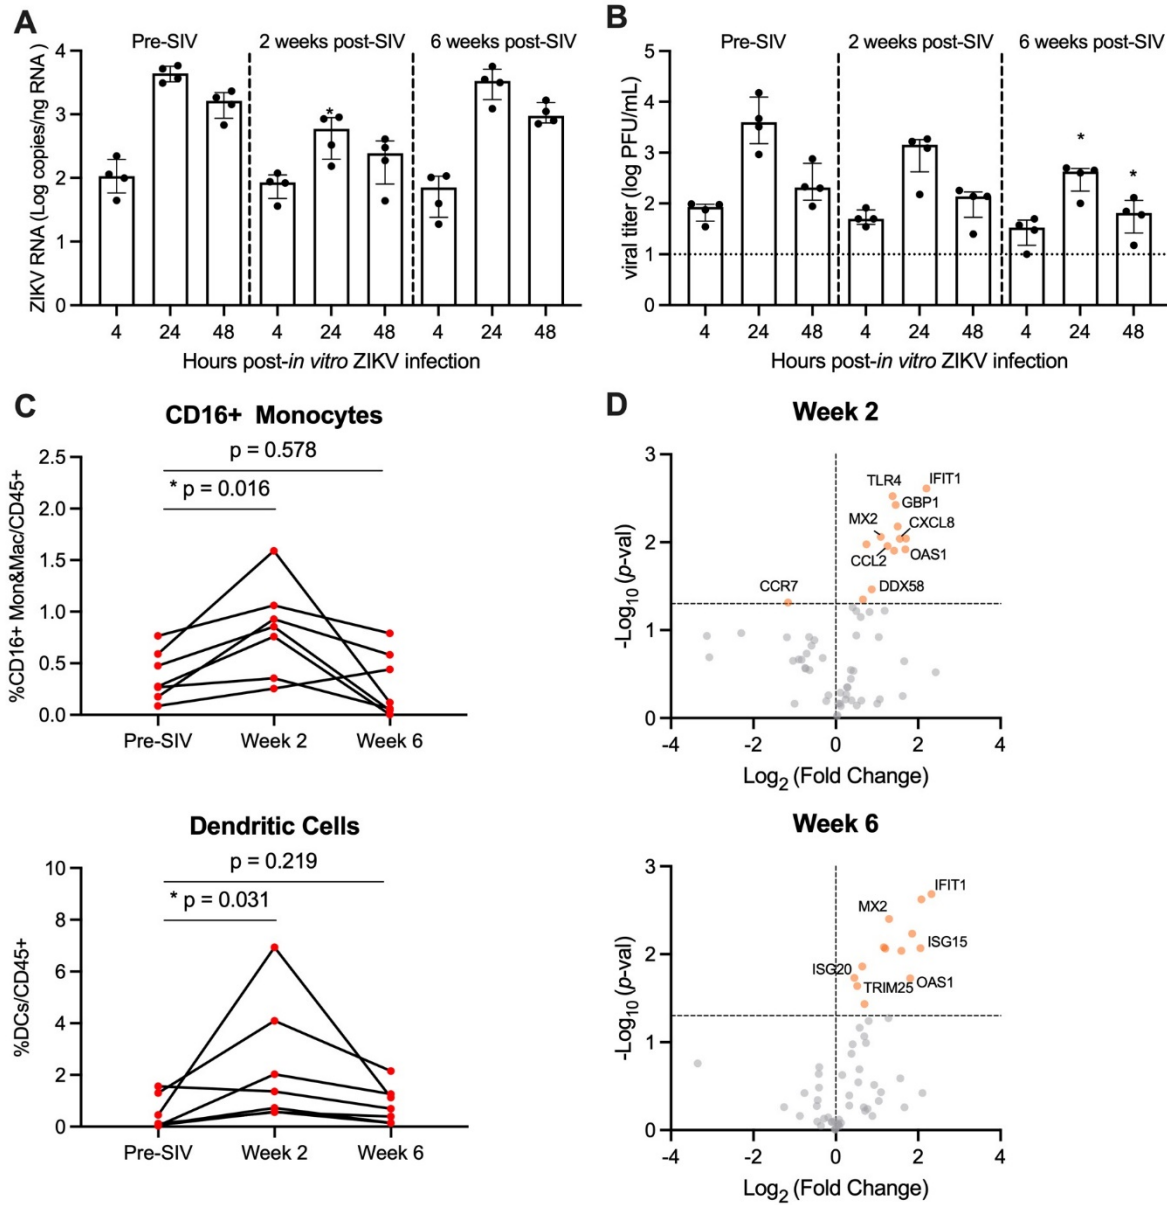 A
Pre-SIV
2 weeks post-SIV
6 weeks post-SIV
ZIKV RNA (Log copies/ng RNA)
4
3
2
1
0
*
4
24
48
4
24
48
4
24
48
Hours post-in vitro ZIKV infection
B
Pre-SIV
2 weeks post-SIV
6 weeks post-SIV
viral titer (log PFU/mL)
5
4
3
2
1
0
*
*
4
24
48
4
24
48
4
24
48
Hours post-in vitro ZIKV infection
C
CD16+ Monocytes
p = 0.578
* p = 0.016
%CD16+ Mon&Mac/CD45+
2.5
2.0
1.5
1.0
0.5
0.0
Pre-SIV
Week 2
Week 6
Dendritic Cells
p = 0.219
* p = 0.031
%DCs/CD45+
10
8
6
4
2
0
Pre-SIV
Week 2
Week 6
D
Week 2
-Log10 (p-val)
3
2
1
0
TLR4
IFIT1
GBP1
MX2
CXCL8
CCL2
OAS1
CCR7
DDX58
-4
-2
0
2
4
Log2 (Fold Change)
Week 6
-Log10 (p-val)
3
2
1
0
IFIT1
MX2
ISG15
ISG20
TRIM25
OAS1
-4
-2
0
2
4
Log2 (Fold Change)